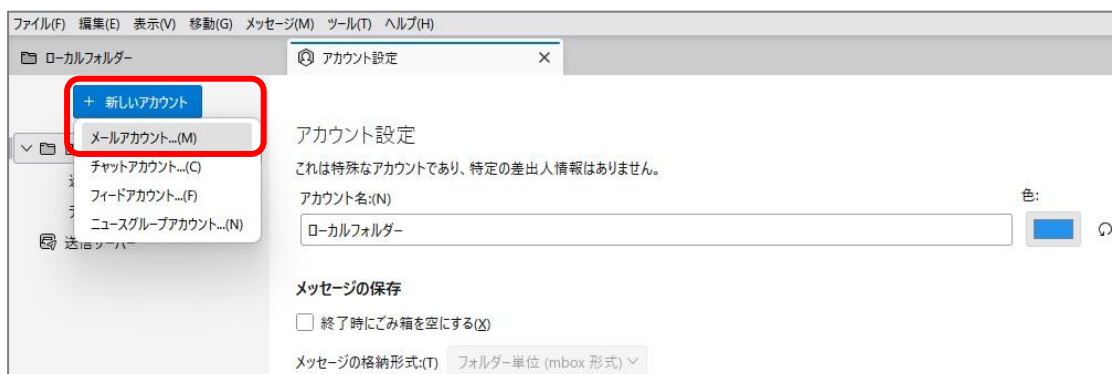 ファイル(F) 編集(E) 表示(V) 移動(G) メッセージ(M) ツール(T) ヘルプ(H)
ローカルフォルダー
アカウント設定
+ 新しいアカウント
メールアカウント...(M)
チャットアカウント...(C)
フィードアカウント...(F)
ニュースグループアカウント...(N)
送信サーバー
アカウント設定
これは特殊なアカウントであり、特定の差出人情報はありません。
アカウント名:(N)
色:
ローカルフォルダー
メッセージの保存
終了時にごみ箱を空にする(X)
メッセージの格納形式:(T) フォルダー単位 (mbox 形式)